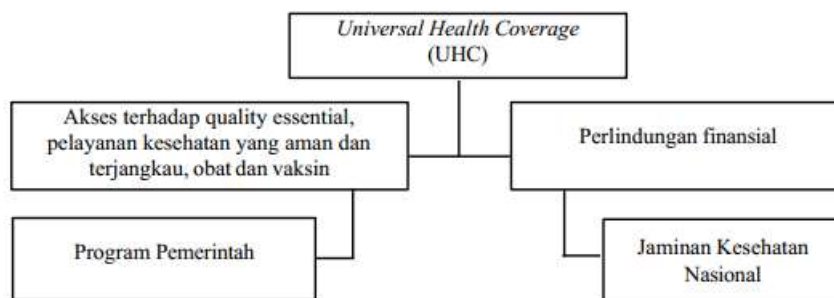 Universal Health Coverage
(UHC)
Akses terhadap quality essential,
pelayanan kesehatan yang aman dan
terjangkau, obat dan vaksin
Perlindungan finansial
Program Pemerintah
Jaminan Kesehatan
Nasional